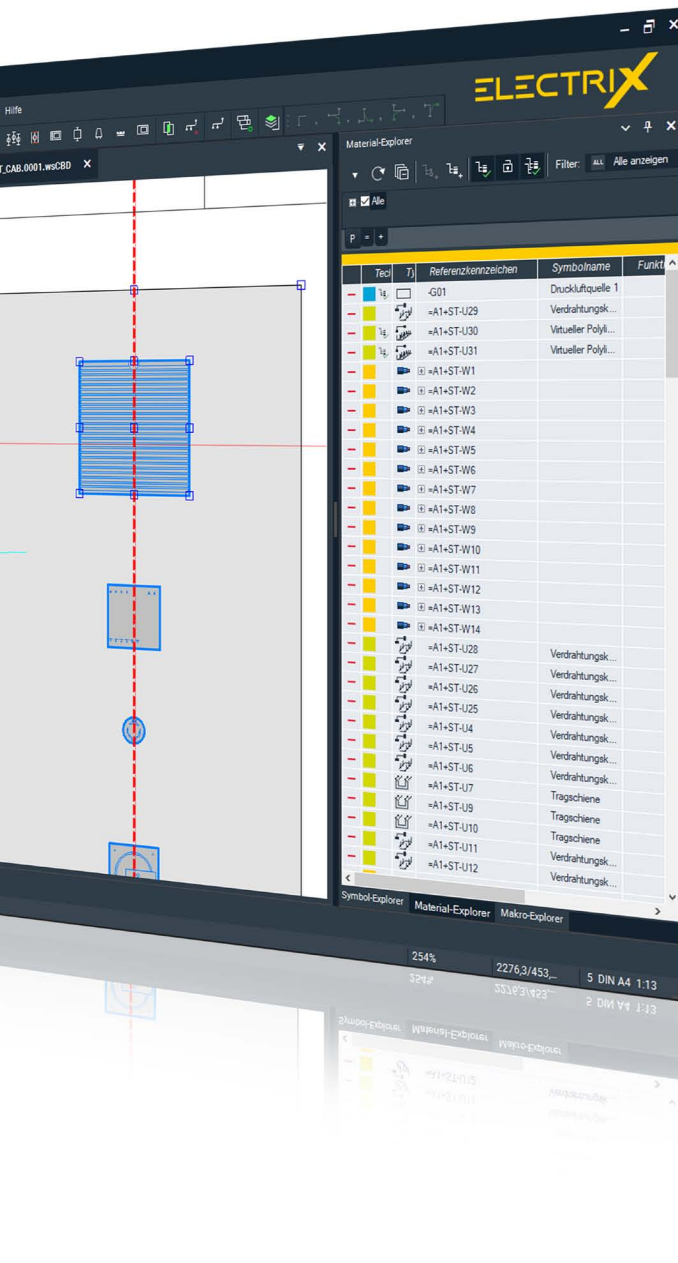 ELECTRIX
Hilfe
T_CAB.0001.wsCBD
Material-Explorer
Filter: ALL Alle anzeigen
Alle
P = +
Referenzkennzeichen Symbolname
-G01 Druckluftquelle 1
=A1+ST-U29 Verdrahtungsk...
=A1+ST-U30 Virtueller Polyli...
=A1+ST-U31 Virtueller Polyli...
=A1+ST-W1
=A1+ST-W2
=A1+ST-W3
=A1+ST-W4
=A1+ST-W5
=A1+ST-W6
=A1+ST-W7
=A1+ST-W8
=A1+ST-W9
=A1+ST-W10
=A1+ST-W11
=A1+ST-W12
=A1+ST-W13
=A1+ST-W14
=A1+ST-U28 Verdrahtungsk...
=A1+ST-U27 Verdrahtungsk...
=A1+ST-U26 Verdrahtungsk...
=A1+ST-U25 Verdrahtungsk...
=A1+ST-U4 Verdrahtungsk...
=A1+ST-U5 Verdrahtungsk...
=A1+ST-U6 Verdrahtungsk...
=A1+ST-U7 Tragschiene
=A1+ST-U9 Tragschiene
=A1+ST-U10 Tragschiene
=A1+ST-U11 Verdrahtungsk...
=A1+ST-U12 Verdrahtungsk...
Symbol-Explorer Material-Explorer Makro-Explorer
254% 2276,3/453,... 5 DIN A4 1:13